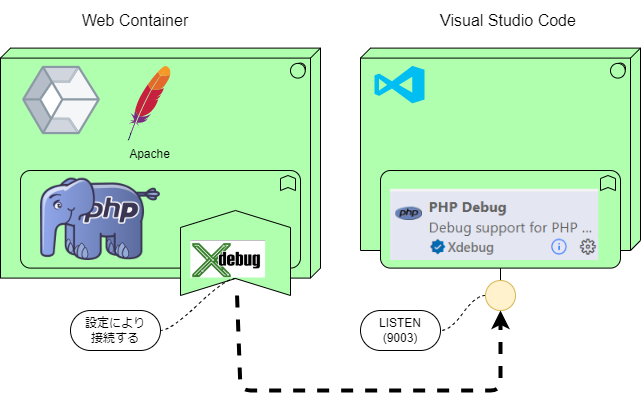 Web Container
Visual Studio Code
Apache
php
Xdebug
php
PHP Debug
Debug support for PHP ...
Xdebug
設定により
接続する
LISTEN
(9003)